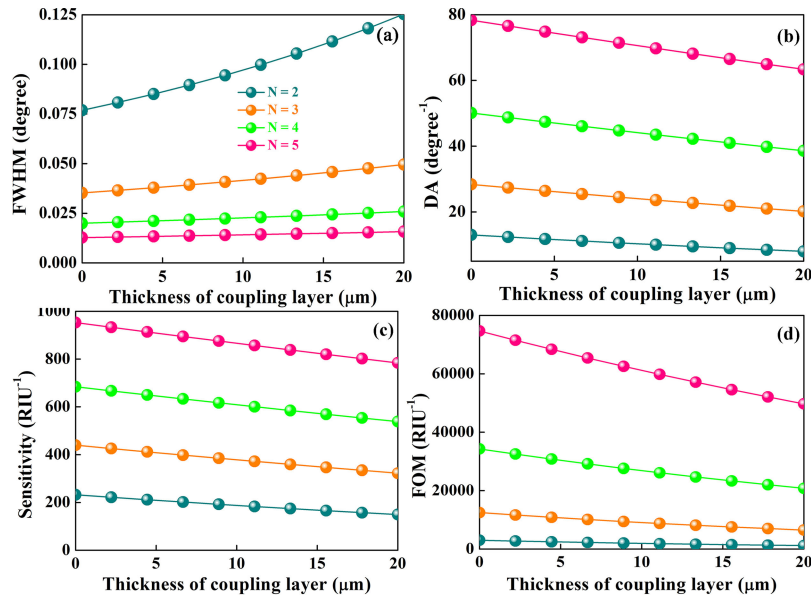 (a)
FWHM (degree)
0.125
0.100
0.075
0.050
0.025
0.000
N = 2
N = 3
N = 4
N = 5
0 5 10 15 20
Thickness of coupling layer (μm)
(b)
DA (degree⁻¹)
80
60
40
20
0 5 10 15 20
Thickness of coupling layer (μm)
(c)
Sensitivity (RIU⁻¹)
1000
800
600
400
200
0
0 5 10 15 20
Thickness of coupling layer (μm)
(d)
FOM (RIU⁻¹)
80000
60000
40000
20000
0
0 5 10 15 20
Thickness of coupling layer (μm)